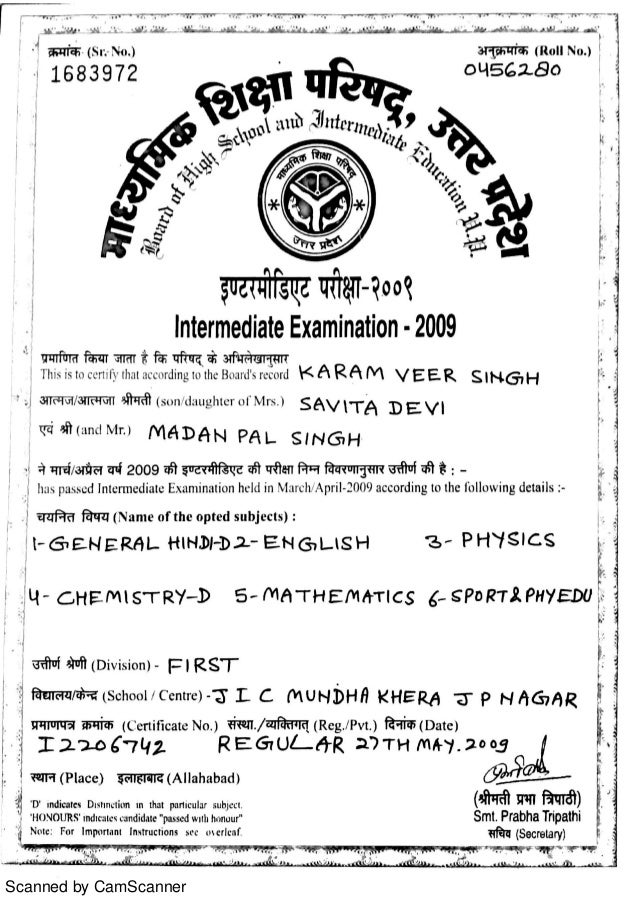 क्रमांक (Sr. No.) अनुक्रमांक (Roll No.)
1683972 0456280
माध्यमिक शिक्षा परिषद्, उत्तर प्रदेश
Board of High School and Intermediate Education U.P.
माध्यमिक शिक्षा परिषद
उत्तर प्रदेश
इण्टरमीडिएट परीक्षा-२००९
Intermediate Examination - 2009
प्रमाणित किया जाता है कि परिषद् के अभिलेखानुसार
This is to certify that according to the Board's record KARAM VEER SINGH
आत्मज/आत्मजा श्रीमती (son/daughter of Mrs.) SAVITA DEVI
एवं श्री (and Mr.) MADAN PAL SINGH
ने मार्च/अप्रैल वर्ष 2009 की इण्टरमीडिएट की परीक्षा निम्न विवरणानुसार उत्तीर्ण की है : -
has passed Intermediate Examination held in March/April-2009 according to the following details :-
चयनित विषय (Name of the opted subjects) :
1-GENERAL HINDI-D 2-ENGLISH 3-PHYSICS
4-CHEMISTRY-D 5-MATHEMATICS 6-SPORT&PHYEDU
उत्तीर्ण श्रेणी (Division) - FIRST
विद्यालय/केन्द्र (School / Centre) - J I C MUNDHA KHERA J P NAGAR
प्रमाणपत्र क्रमांक (Certificate No.) संस्था./व्यक्तिगत् (Reg./Pvt.) दिनांक (Date)
I2206742 REGULAR 27TH MAY.2009
स्थान (Place) इलाहाबाद (Allahabad)
(श्रीमती प्रभा त्रिपाठी)
'D' indicates Distinction in that particular subject.
Smt. Prabha Tripathi
'HONOURS' indicates candidate "passed with honour"
सचिव (Secretary)
Note: For Important Instructions see overleaf.
Scanned by CamScanner